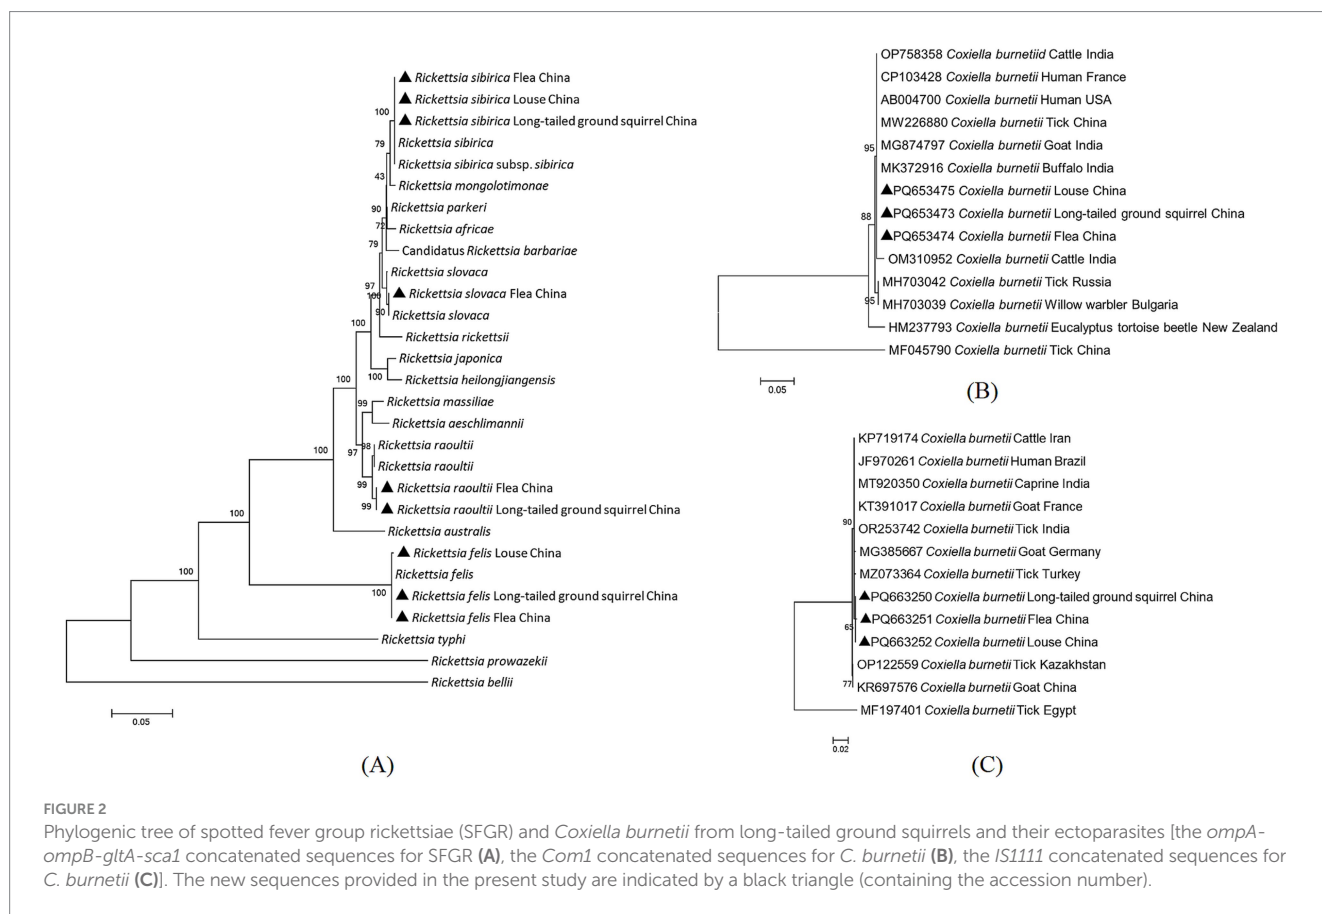 Rickettsia sibirica Flea China
Rickettsia sibirica Louse China
100
Rickettsia sibirica Long-tailed ground squirrel China
79
Rickettsia sibirica
Rickettsia sibirica subsp. sibirica
43
Rickettsia mongolotimonae
90
Rickettsia parkeri
72
Rickettsia africae
79
Candidatus Rickettsia barbariae
Rickettsia slovaca
97
100
Rickettsia slovaca Flea China
90
Rickettsia slovaca
100
Rickettsia rickettsii
Rickettsia japonica
100
100
Rickettsia heilongjiangensis
99
Rickettsia massiliae
Rickettsia aeschlimannii
97
98
Rickettsia raoultii
100
Rickettsia raoultii
99
Rickettsia raoultii Flea China
99
Rickettsia raoultii Long-tailed ground squirrel China
100
Rickettsia australis
Rickettsia felis Louse China
100
Rickettsia felis
100
Rickettsia felis Long-tailed ground squirrel China
Rickettsia felis Flea China
Rickettsia typhi
Rickettsia prowazekii
Rickettsia bellii
0.05
(A)
OP758358 Coxiella burnetiid Cattle India
CP103428 Coxiella burnetii Human France
AB004700 Coxiella burnetii Human USA
MW226880 Coxiella burnetii Tick China
95
MG874797 Coxiella burnetii Goat India
MK372916 Coxiella burnetii Buffalo India
PQ653475 Coxiella burnetii Louse China
88
PQ653473 Coxiella burnetii Long-tailed ground squirrel China
PQ653474 Coxiella burnetii Flea China
OM310952 Coxiella burnetii Cattle India
MH703042 Coxiella burnetii Tick Russia
95
MH703039 Coxiella burnetii Willow warbler Bulgaria
HM237793 Coxiella burnetii Eucalyptus tortoise beetle New Zealand
MF045790 Coxiella burnetii Tick China
0.05
(B)
KP719174 Coxiella burnetii Cattle Iran
JF970261 Coxiella burnetii Human Brazil
MT920350 Coxiella burnetii Caprine India
KT391017 Coxiella burnetii Goat France
90
OR253742 Coxiella burnetii Tick India
MG385667 Coxiella burnetii Goat Germany
MZ073364 Coxiella burnetii Tick Turkey
PQ663250 Coxiella burnetii Long-tailed ground squirrel China
PQ663251 Coxiella burnetii Flea China
65
PQ663252 Coxiella burnetii Louse China
OP122559 Coxiella burnetii Tick Kazakhstan
77
KR697576 Coxiella burnetii Goat China
MF197401 Coxiella burnetii Tick Egypt
0.02
(C)
FIGURE 2
Phylogenic tree of spotted fever group rickettsiae (SFGR) and Coxiella burnetii from long-tailed ground squirrels and their ectoparasites [the ompA-
ompB-gltA-sca1 concatenated sequences for SFGR (A), the Com1 concatenated sequences for C. burnetii (B), the IS1111 concatenated sequences for
C. burnetii (C)]. The new sequences provided in the present study are indicated by a black triangle (containing the accession number).